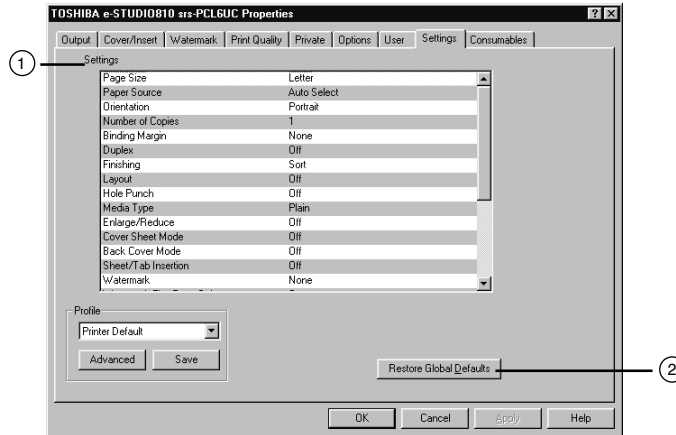 TOSHIBA e-STUDIO810 srs-PCL6UC Properties
Output Cover/Insert Watermark Print Quality Private Options User Settings Consumables
1
Settings
Page Size Letter
Paper Source Auto Select
Orientation Portrait
Number of Copies 1
Binding Margin None
Duplex Off
Finishing Sort
Layout Off
Hole Punch Off
Media Type Plain
Enlarge/Reduce Off
Cover Sheet Mode Off
Back Cover Mode Off
Sheet/Tab Insertion Off
Watermark None
Profile
Printer Default
Advanced Save
Restore Global Defaults
2
OK Cancel Apply Help